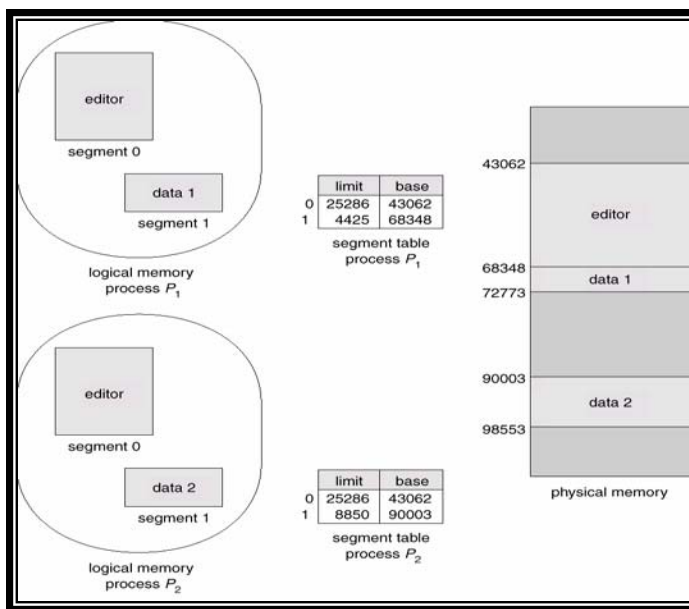 editor
segment 0
data 1
segment 1
logical memory
process P1
limit base
0 25286 43062
1 4425 68348
segment table
process P1
43062
editor
68348
data 1
72773
90003
data 2
98553
physical memory
editor
segment 0
data 2
segment 1
logical memory
process P2
limit base
0 25286 43062
1 8850 90003
segment table
process P2